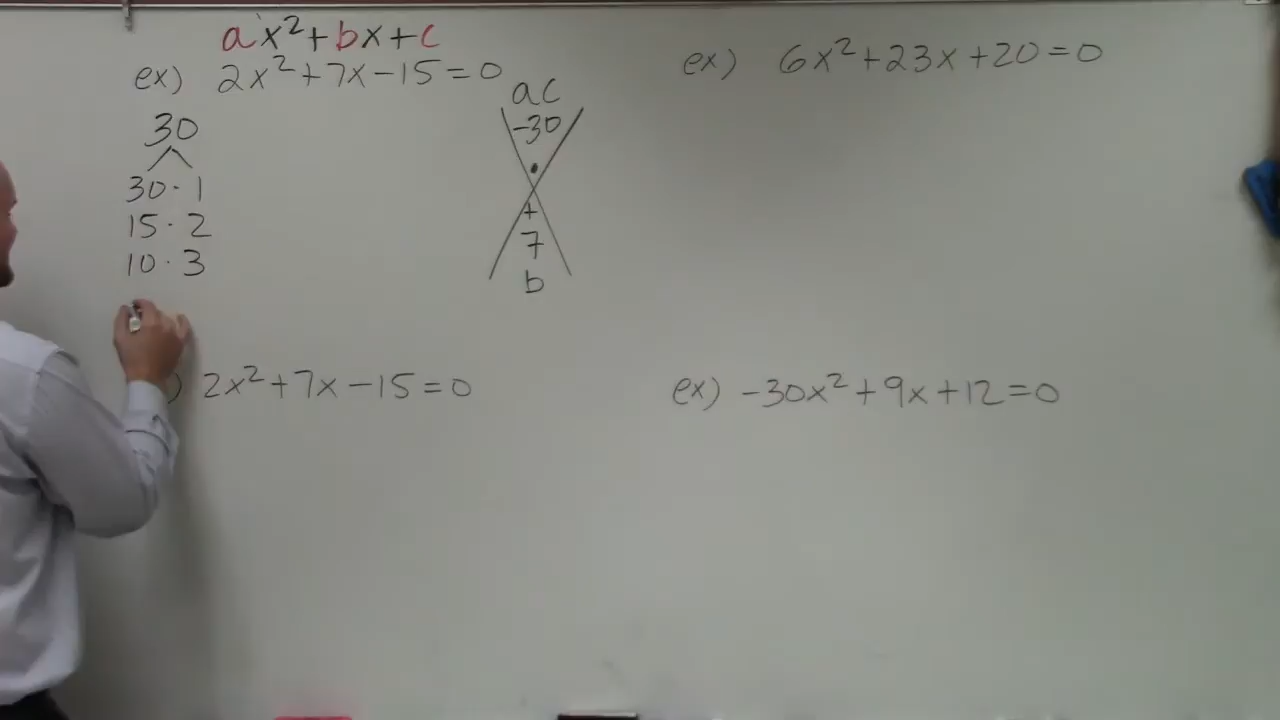 ax²+bx+c
ex) 2x²+7x-15=0
30
30·1
15·2
10·3
ac
-30
·
+
7
b
ex) 6x²+23x+20=0
) 2x²+7x-15=0
ex) -30x²+9x+12=0